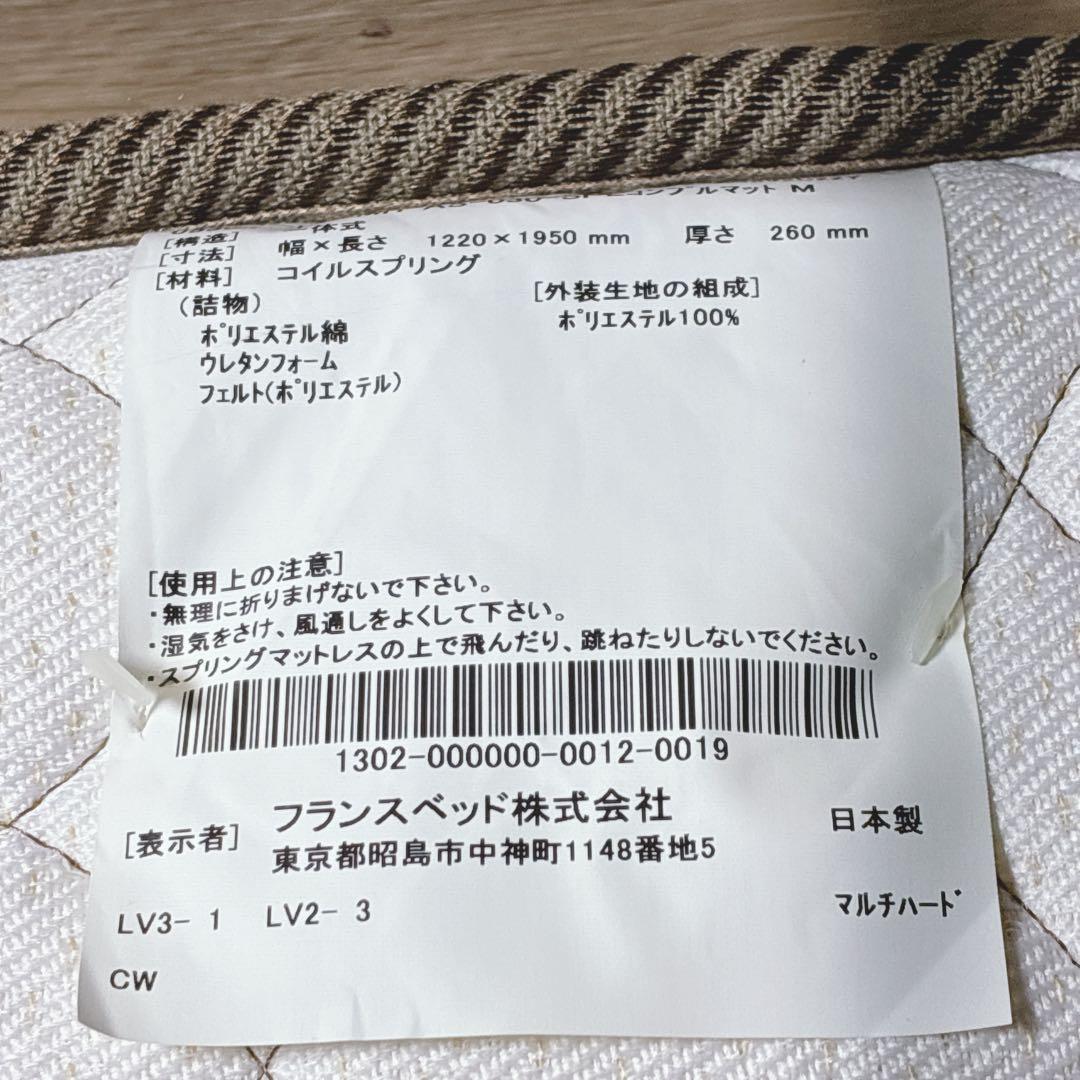 コンブルマット M
[構造] 一体式
[寸法] 幅×長さ 1220×1950 mm 厚さ 260 mm
[材料] コイルスプリング
(詰物) [外装生地の組成]
ポリエステル綿 ポリエステル100%
ウレタンフォーム
フェルト(ポリエステル)
[使用上の注意]
・無理に折りまげないで下さい。
・湿気をさけ、風通しをよくして下さい。
・スプリングマットレスの上で飛んだり、跳ねたりしないでください。
1302-000000-0012-0019
[表示者] フランスベッド株式会社 日本製
東京都昭島市中神町1148番地5
LV3- 1 LV2- 3 マルチハード
CW